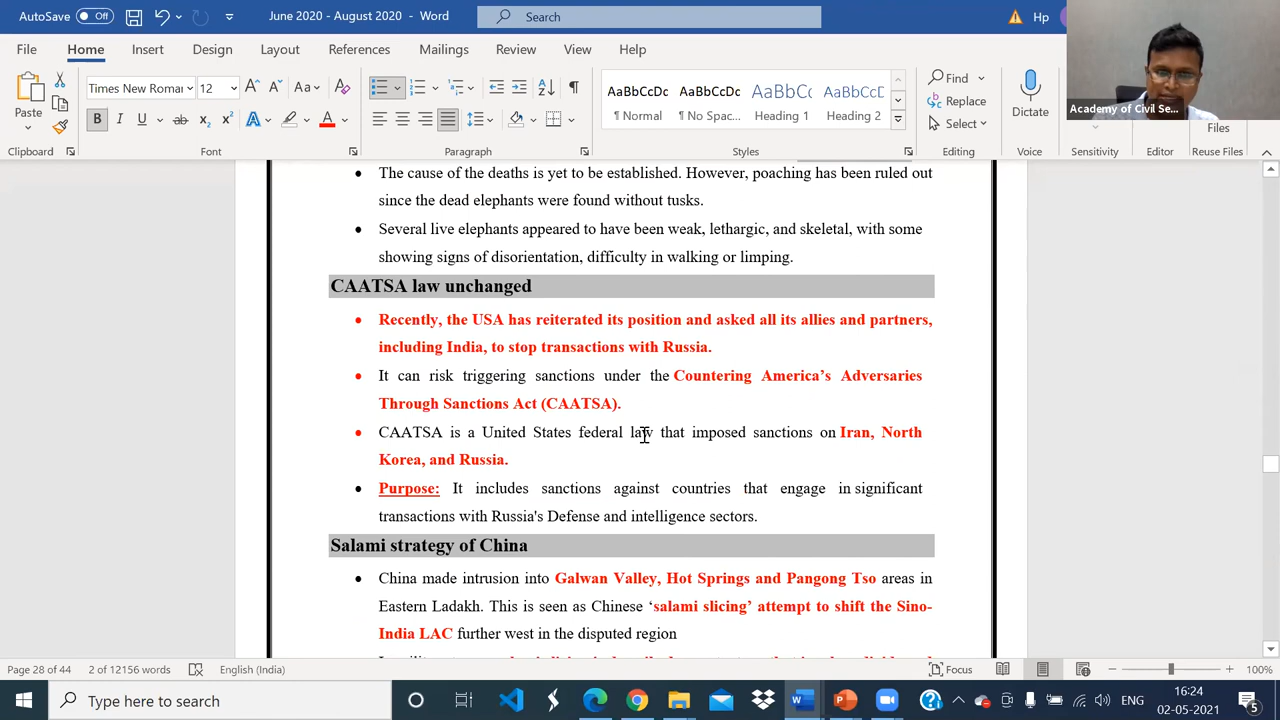 AutoSave Off June 2020 - August 2020 - Word Search Hp
File Home Insert Design Layout References Mailings Review View Help
Times New Roma 12 Aa AaBbCcDc AaBbCcDc AaBbCc AaBbCcD Find
Paste B I U ab x₂ x² A A ¶ Normal ¶ No Spac... Heading 1 Heading 2 Replace Select Dictate Files
Academy of Civil Se...
Clipboard Font Paragraph Styles Editing Voice Sensitivity Editor Reuse Files
• The cause of the deaths is yet to be established. However, poaching has been ruled out
since the dead elephants were found without tusks.
• Several live elephants appeared to have been weak, lethargic, and skeletal, with some
showing signs of disorientation, difficulty in walking or limping.
CAATSA law unchanged
• Recently, the USA has reiterated its position and asked all its allies and partners,
including India, to stop transactions with Russia.
• It can risk triggering sanctions under the Countering America’s Adversaries
Through Sanctions Act (CAATSA).
• CAATSA is a United States federal law that imposed sanctions on Iran, North
Korea, and Russia.
• Purpose: It includes sanctions against countries that engage in significant
transactions with Russia's Defense and intelligence sectors.
Salami strategy of China
• China made intrusion into Galwan Valley, Hot Springs and Pangong Tso areas in
Eastern Ladakh. This is seen as Chinese ‘salami slicing’ attempt to shift the Sino-
India LAC further west in the disputed region
Page 28 of 44 2 of 12156 words English (India) Focus 100%
Type here to search ENG 16:24
02-05-2021 5